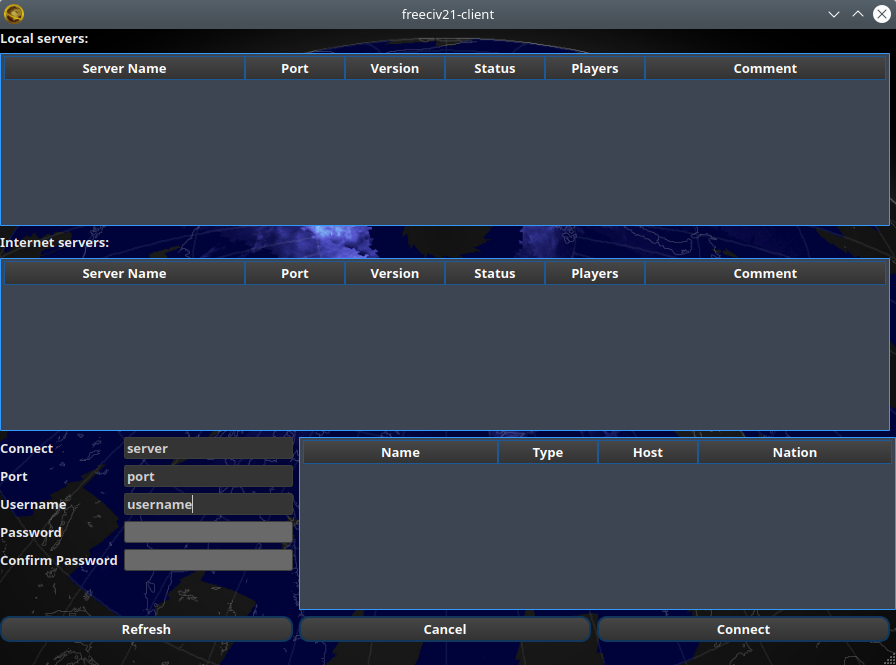 freeciv21-client
Local servers:
Server Name Port Version Status Players Comment
Internet servers:
Server Name Port Version Status Players Comment
Connect server
Port port
Username username
Password
Confirm Password
Name Type Host Nation
Refresh Cancel Connect